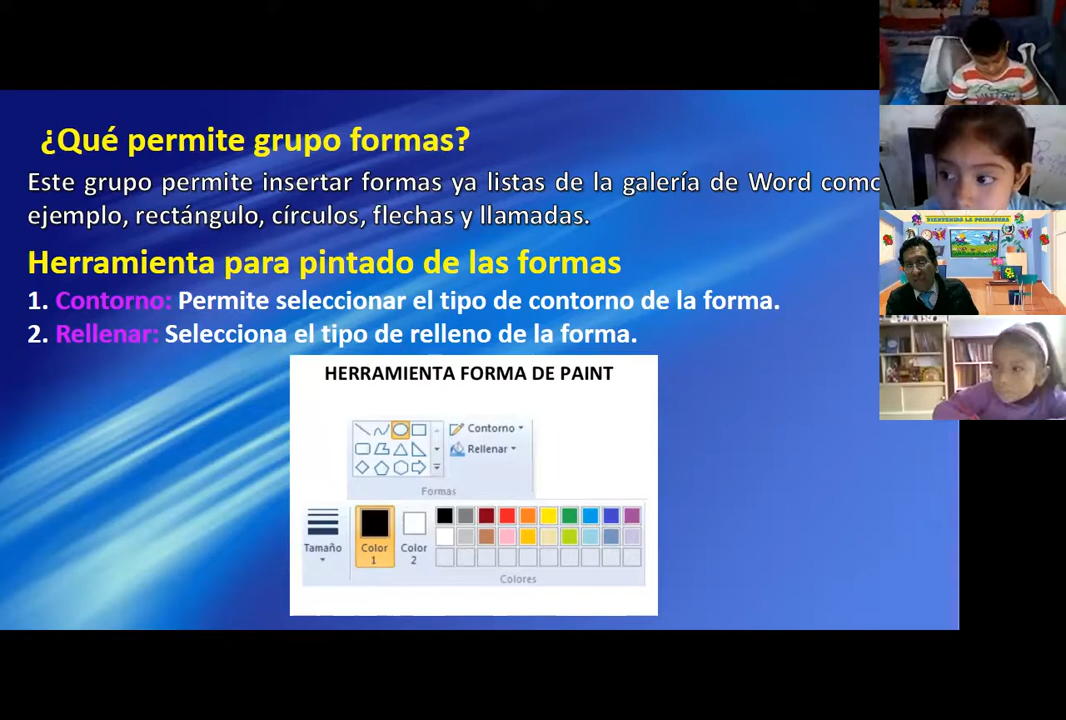 ¿Qué permite grupo formas?
Este grupo permite insertar formas ya listas de la galería de Word como
ejemplo, rectángulo, círculos, flechas y llamadas.
Herramienta para pintado de las formas
1. Contorno: Permite seleccionar el tipo de contorno de la forma.
2. Rellenar: Selecciona el tipo de relleno de la forma.
HERRAMIENTA FORMA DE PAINT
Contorno
Rellenar
Formas
Tamaño
Color
1
Color
2
Colores
BIENVENIDA LA PRIMAVERA